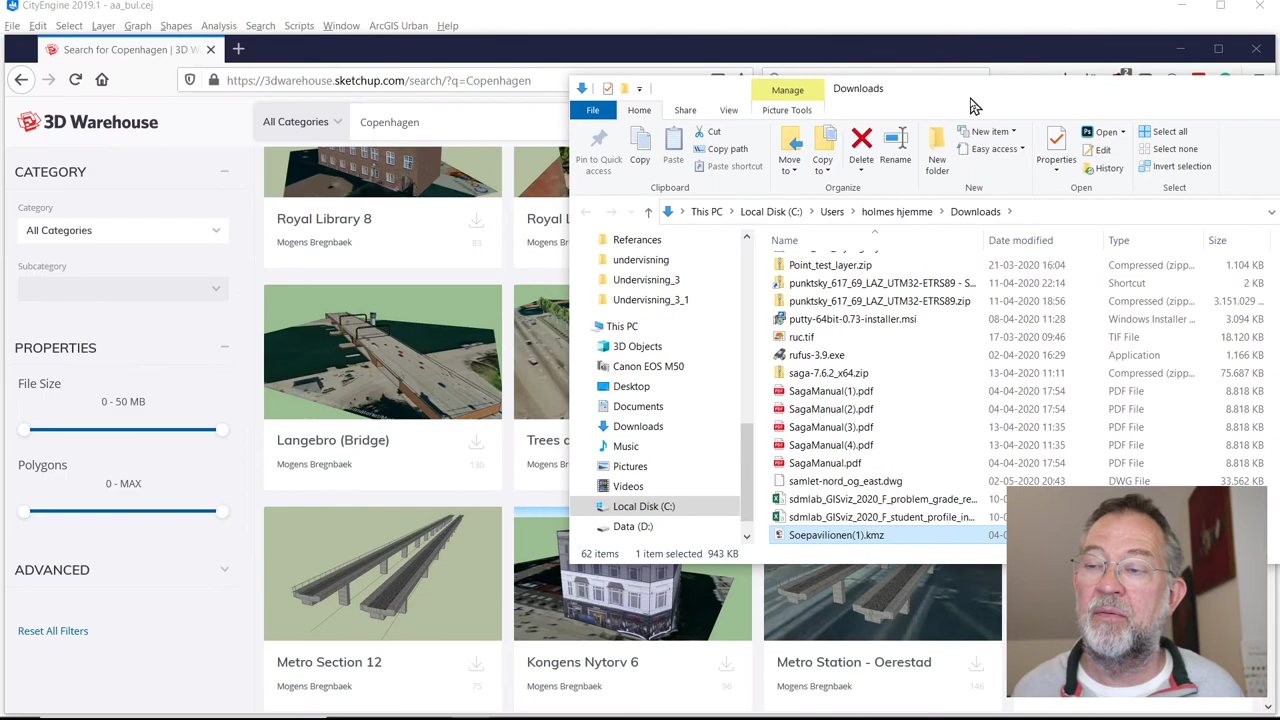 CityEngine 2019.1 - aa_bul.cej
File Edit Select Layer Graph Shapes Analysis Search Scripts Window ArcGIS Urban Help
Search for Copenhagen | 3D W
https://3dwarehouse.sketchup.com/search/?q=Copenhagen
3D Warehouse
All Categories
Copenhagen
CATEGORY
Category
All Categories
Subcategory
PROPERTIES
File Size
0 - 50 MB
Polygons
0 - MAX
ADVANCED
Reset All Filters
Royal Library 8
Mogens Bregnbaek
83
Royal L
Mogens Br
Langebro (Bridge)
Mogens Bregnbaek
130
Trees a
Mogens Br
Metro Section 12
Mogens Bregnbaek
75
Kongens Nytorv 6
Mogens Bregnbaek
96
Metro Station - Oerestad
Mogens Bregnbaek
146
Manage
Downloads
File Home Share View Picture Tools
Pin to Quick access
Copy
Paste
Cut
Copy path
Paste shortcut
Clipboard
Move to
Copy to
Delete
Rename
Organize
New folder
New item
Easy access
New
Properties
Open
Edit
History
Open
Select all
Select none
Invert selection
Select
This PC > Local Disk (C:) > Users > holmes hjemme > Downloads >
Referances
undervisning
Undervisning_3
Undervisning_3_1
This PC
3D Objects
Canon EOS M50
Desktop
Documents
Downloads
Music
Pictures
Videos
Local Disk (C:)
Data (D:)
Name Date modified Type Size
Point_test_layer.zip 21-03-2020 16:04 Compressed (zipp... 1.104 KB
punktsky_617_69_LAZ_UTM32-ETRS89 - S... 11-04-2020 22:14 Shortcut 2 KB
punktsky_617_69_LAZ_UTM32-ETRS89.zip 11-04-2020 18:56 Compressed (zipp... 3.151.029 ...
putty-64bit-0.73-installer.msi 08-04-2020 11:28 Windows Installer ... 3.094 KB
ruc.tif 17-03-2020 09:46 TIF File 18.120 KB
rufus-3.9.exe 02-04-2020 16:29 Application 1.166 KB
saga-7.6.2_x64.zip 13-04-2020 11:11 Compressed (zipp... 75.687 KB
SagaManual(1).pdf 04-04-2020 17:54 PDF File 8.818 KB
SagaManual(2).pdf 04-04-2020 17:54 PDF File 8.818 KB
SagaManual(3).pdf 13-04-2020 11:35 PDF File 8.818 KB
SagaManual(4).pdf 13-04-2020 11:35 PDF File 8.818 KB
SagaManual.pdf 04-04-2020 17:54 PDF File 8.818 KB
samlet-nord_og_east.dwg 02-05-2020 20:43 DWG File 33.562 KB
sdmlab_GISviz_2020_F_problem_grade_re... 10-
sdmlab_GISviz_2020_F_student_profile_in... 10-
Soepavilionen(1).kmz 04-
62 items 1 item selected 943 KB